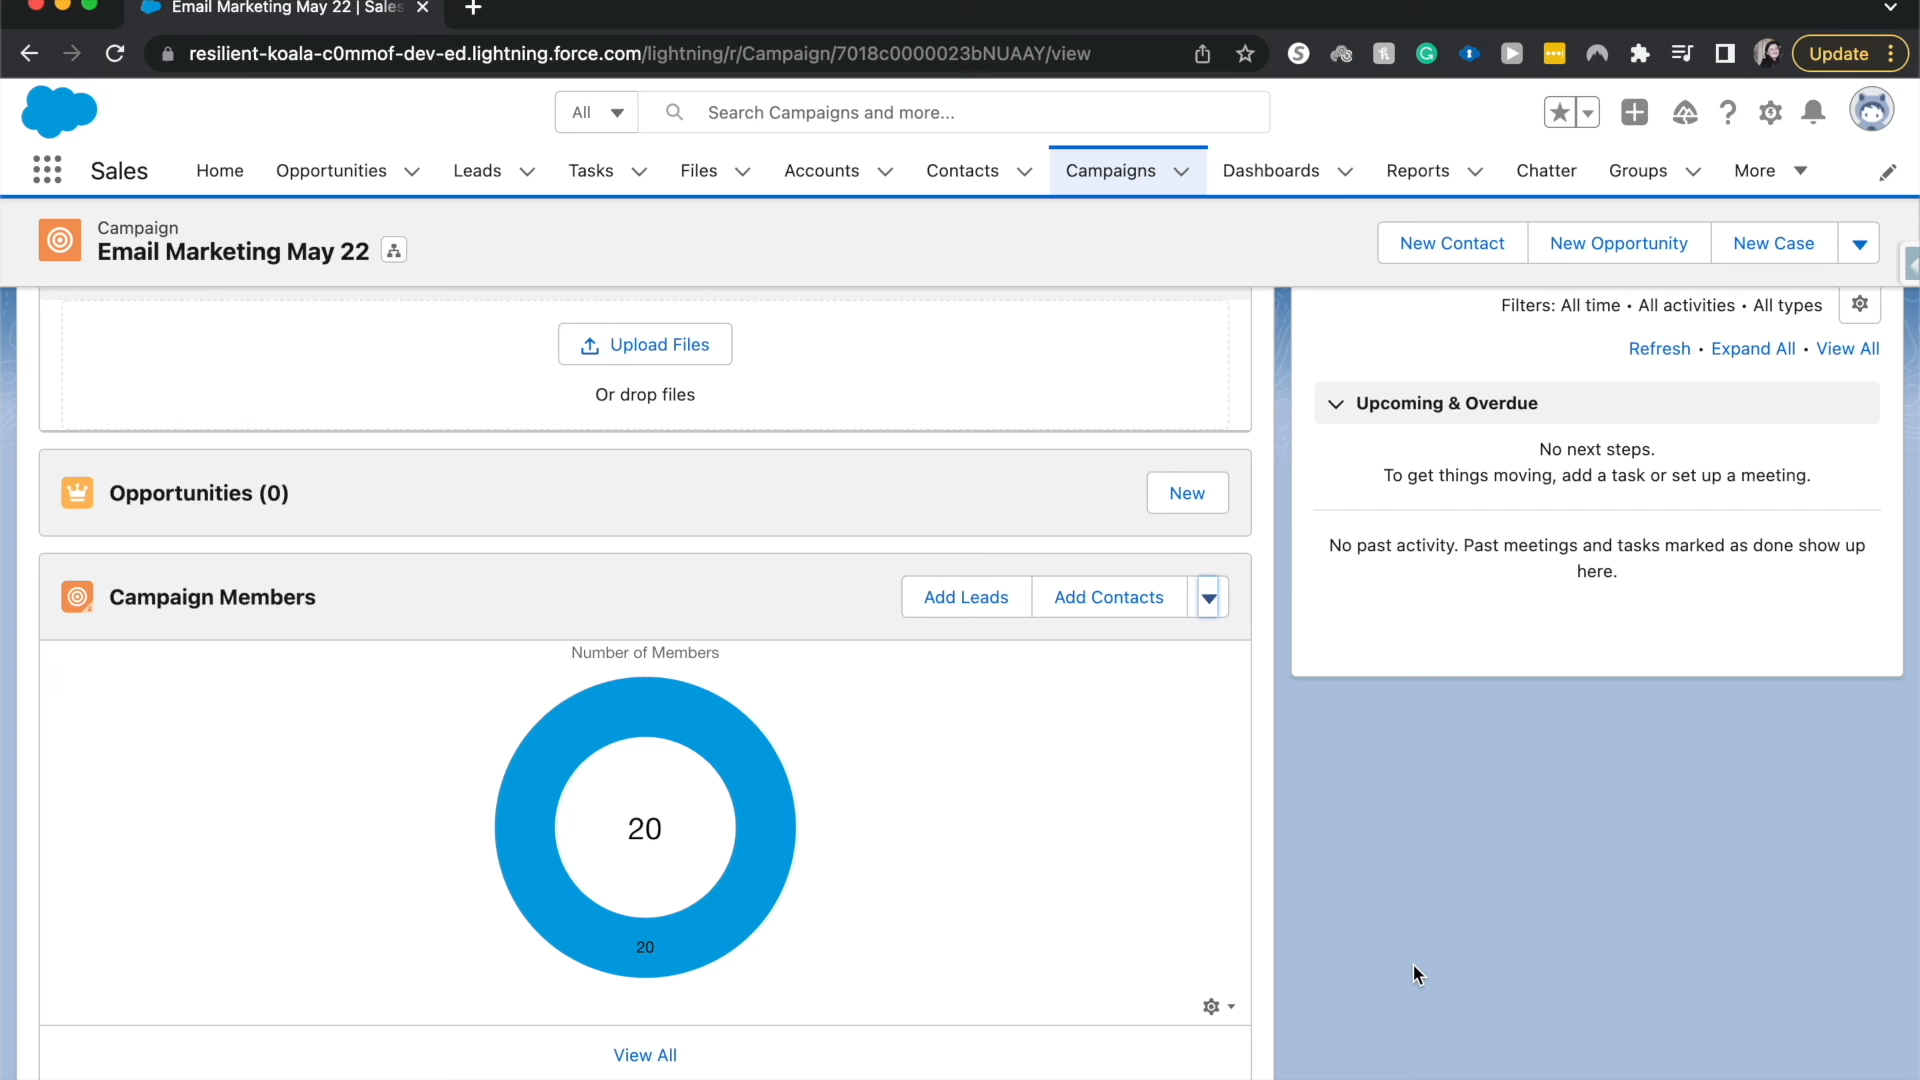 Email Marketing May 22 | Sales
resilient-koala-c0mmof-dev-ed.lightning.force.com/lightning/r/Campaign/7018c0000023bNUAAY/view
Update
All
Search Campaigns and more...
Sales
Home
Opportunities
Leads
Tasks
Files
Accounts
Contacts
Campaigns
Dashboards
Reports
Chatter
Groups
More
Campaign
Email Marketing May 22
New Contact
New Opportunity
New Case
Upload Files
Or drop files
Opportunities (0)
New
Campaign Members
Add Leads
Add Contacts
Number of Members
20
20
View All
Filters: All time • All activities • All types
Refresh • Expand All • View All
Upcoming & Overdue
No next steps.
To get things moving, add a task or set up a meeting.
No past activity. Past meetings and tasks marked as done show up
here.